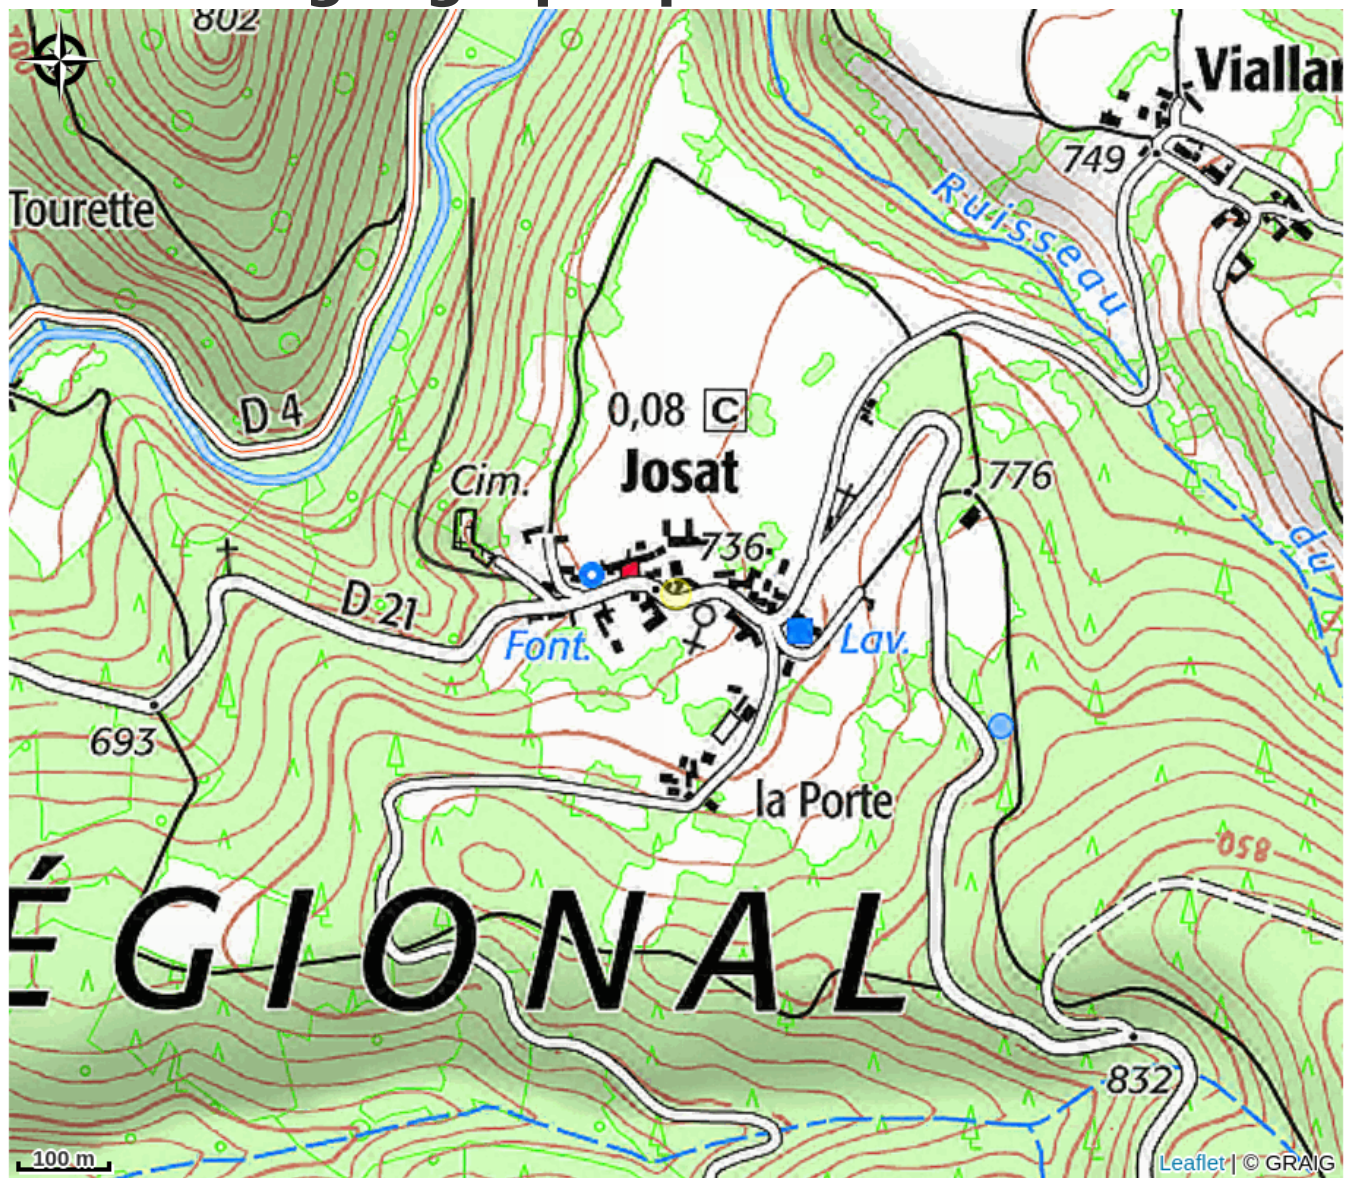 802
Viallar
749
Ruisseau
Tourette
D 4
0,08 C
Josat
Cim.
776
736
du
D 21
Font.
Lav.
693
la Porte
850
ÉGIONAL
832
100 m
Leaflet | © GRAIG